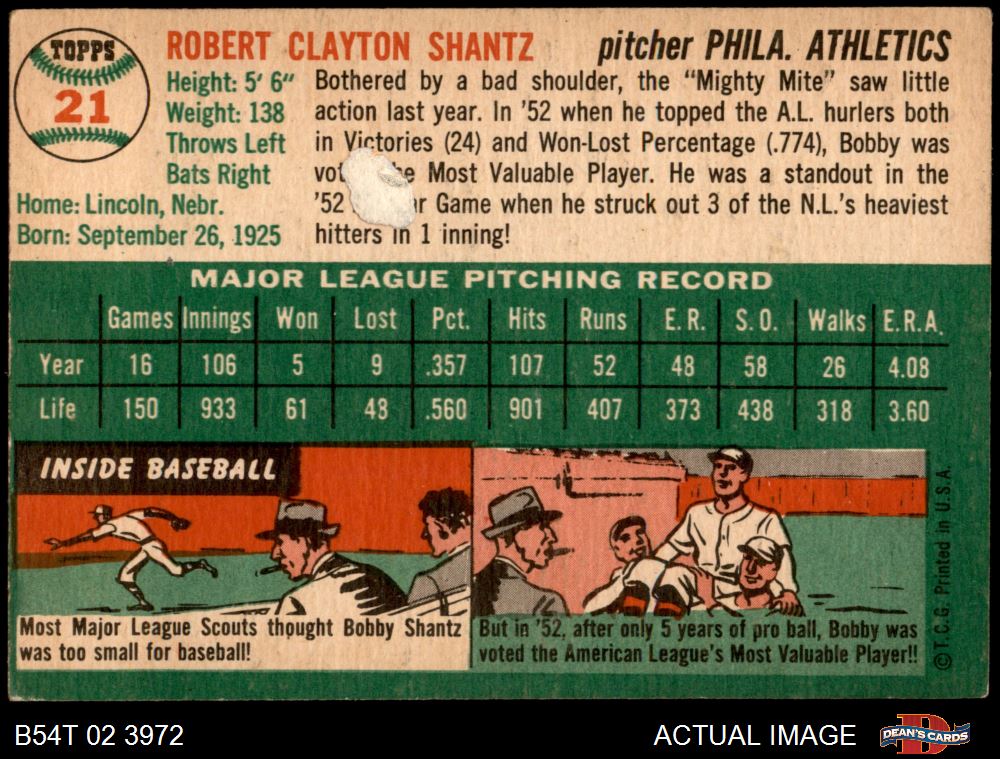 TOPPS
21
ROBERT CLAYTON SHANTZ
pitcher PHILA. ATHLETICS
Height: 5' 6"
Weight: 138
Throws Left
Bats Right
Home: Lincoln, Nebr.
Born: September 26, 1925
Bothered by a bad shoulder, the "Mighty Mite" saw little
action last year. In '52 when he topped the A.L. hurlers both
in Victories (24) and Won-Lost Percentage (.774), Bobby was
Most Valuable Player. He was a standout in the
'52 Game when he struck out 3 of the N.L.'s heaviest
hitters in 1 inning!
MAJOR LEAGUE PITCHING RECORD
Games Innings Won Lost Pct. Hits Runs E.R. S.O. Walks E.R.A.
Year 16 106 5 9 .357 107 52 48 58 26 4.08
Life 150 933 61 48 .560 901 407 373 438 318 3.60
INSIDE BASEBALL
Most Major League Scouts thought Bobby Shantz
was too small for baseball!
But in '52, after only 5 years of pro ball, Bobby was
voted the American League's Most Valuable Player!!
© T.C.G. Printed in U.S.A.
B54T 02 3972
ACTUAL IMAGE
DEAN'S CARDS